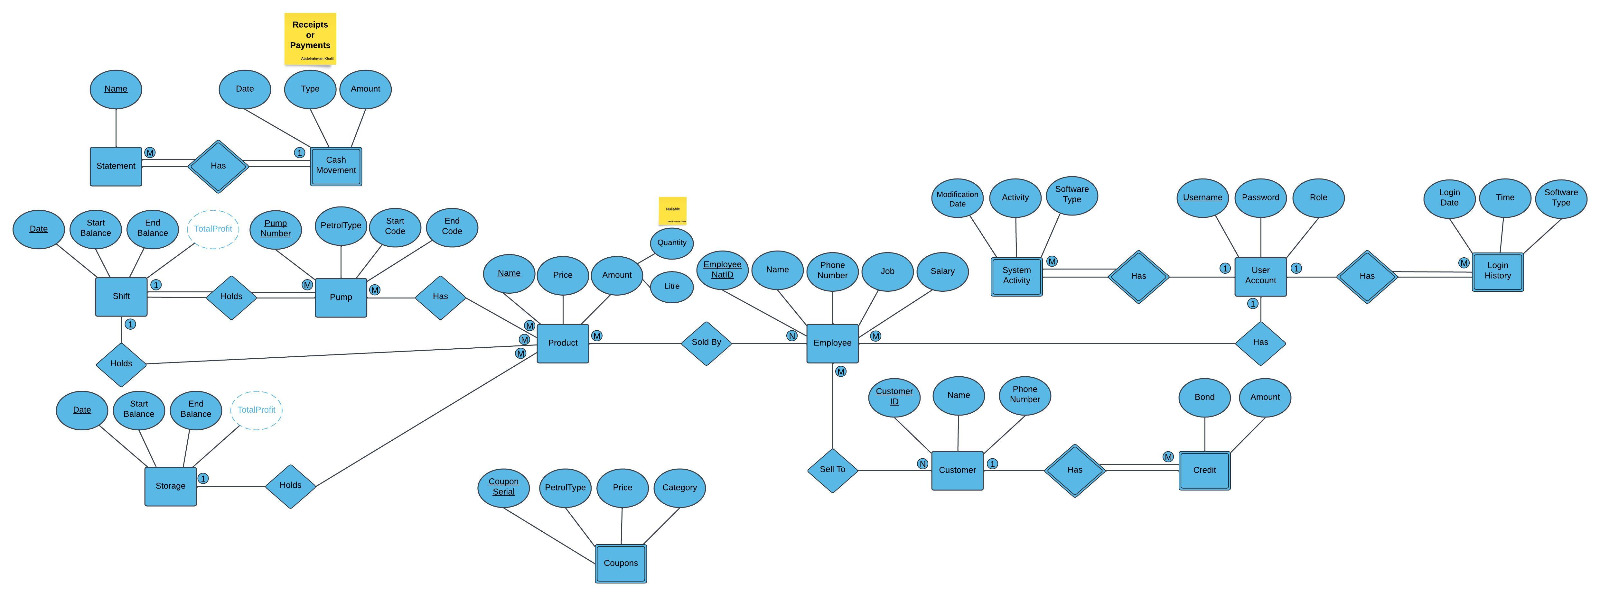 Receipts
or
Payments
Name
Date
Type
Amount
Statement
M
Has
1
Cash
Movement
Date
Start
Balance
End
Balance
TotalProfit
Pump
Number
PetrolType
Start
Code
End
Code
Shift
1
Holds
M
Pump
M
Has
1
Holds
Name
Price
Amount
Quantity
Litre
M
M
M
Product
M
Sold By
N
Employee
NatID
Name
Phone
Number
Job
Salary
Employee
M
M
Modification
Date
Activity
Software
Type
System
Activity
M
Has
1
Username
Password
Role
User
Account
1
1
Has
Has
M
Login
Date
Time
Software
Type
Login
History
Date
Start
Balance
End
Balance
TotalProfit
Storage
1
Holds
Coupon
Serial
PetrolType
Price
Category
Coupons
Sell To
N
Customer
ID
Name
Phone
Number
Customer
1
Has
M
Bond
Amount
Credit